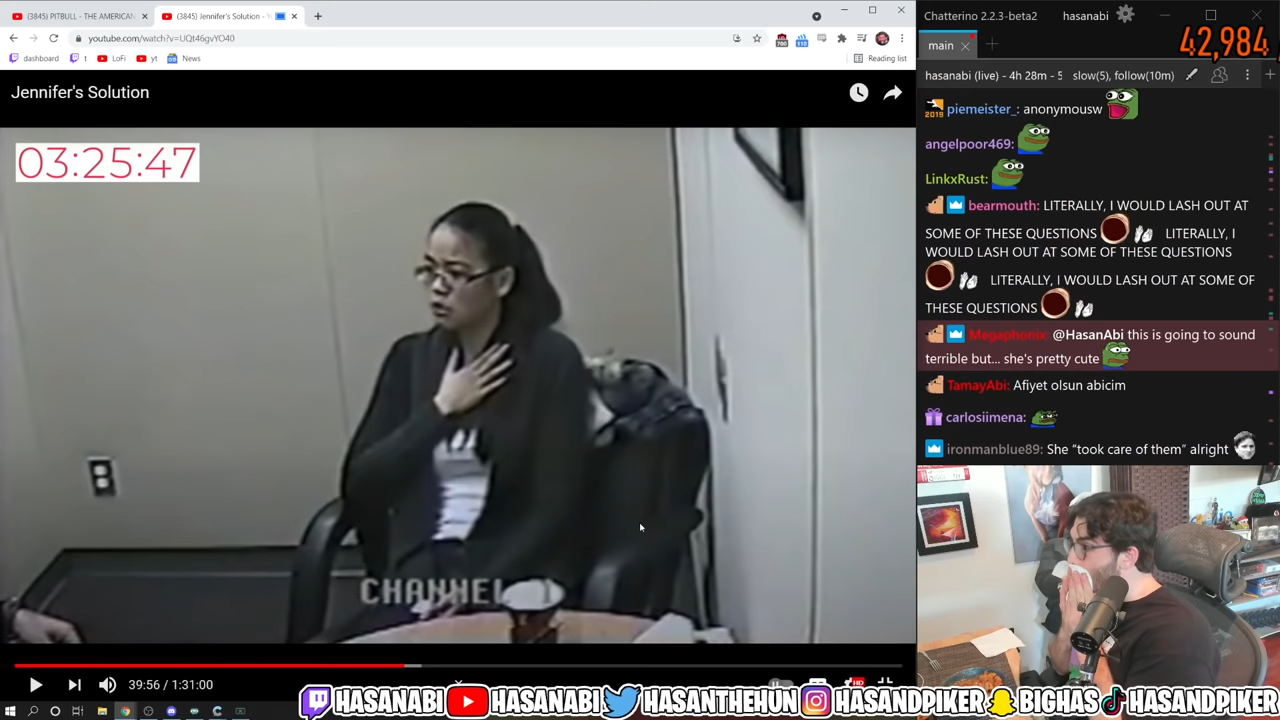 (3845) PITBULL - THE AMERICAN
(3845) Jennifer's Solution - Y
youtube.com/watch?v=UQt46gvYO40
dashboard
t
LoFi
yt
News
Reading list
Jennifer's Solution
03:25:47
CHANNEL 1
39:56 / 1:31:00
HD
Chatterino 2.2.3-beta2
hasanabi
main
42,984
hasanabi (live) - 4h 28m - 5
slow(5), follow(10m)
2019 piemeister_: anonymousw
angelpoor469:
LinkxRust:
bearmouth: LITERALLY, I WOULD LASH OUT AT
SOME OF THESE QUESTIONS LITERALLY, I
WOULD LASH OUT AT SOME OF THESE QUESTIONS
LITERALLY, I WOULD LASH OUT AT SOME OF
THESE QUESTIONS
Megaphonix: @HasanAbi this is going to sound
terrible but... she's pretty cute
TamayAbi: Afiyet olsun abicim
carlosiimena:
ironmanblue89: She “took care of them” alright
HASANABI HASANABI HASANTHEHUN HASANDPIKER BIGHAS HASANDPIKER